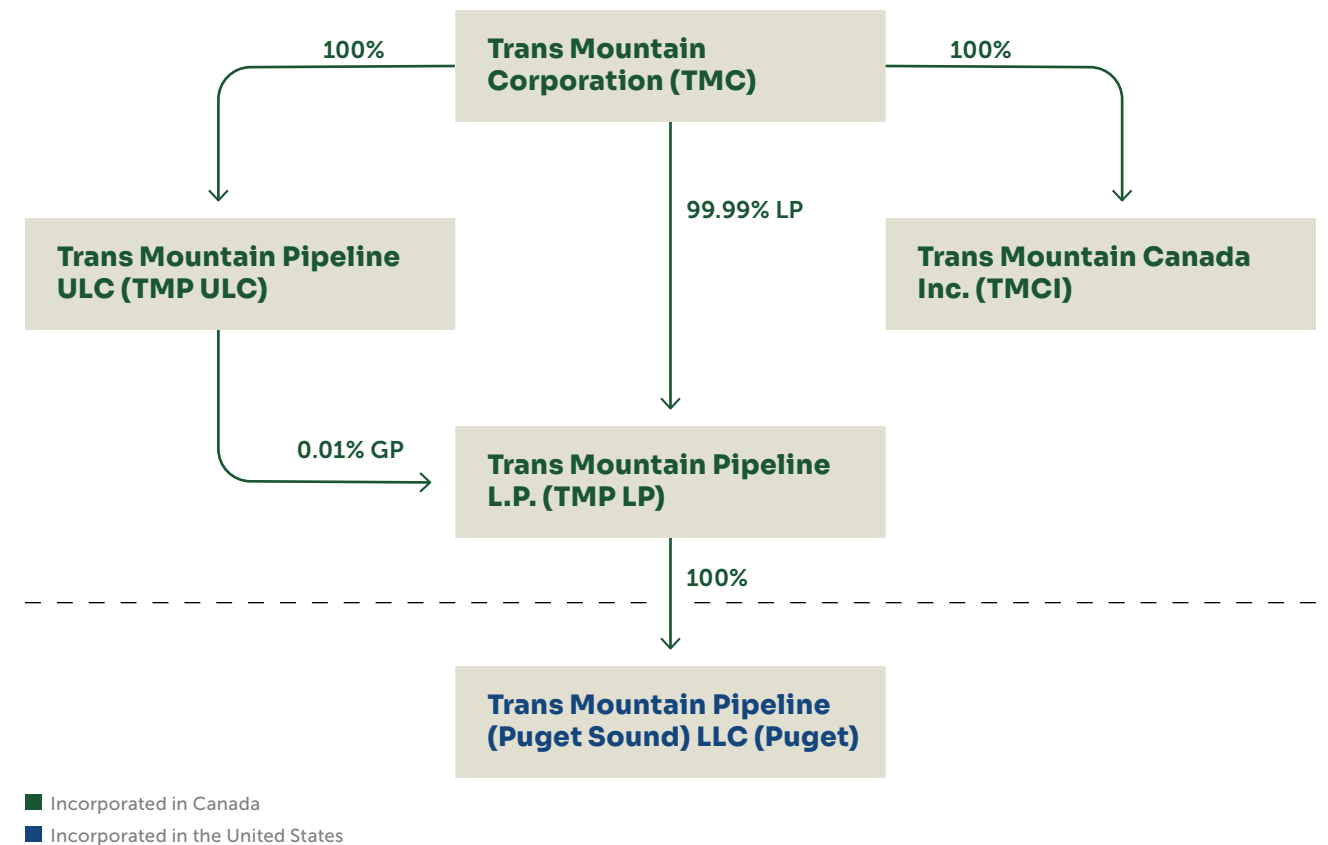 100%
Trans Mountain
Corporation (TMC)
100%
99.99% LP
Trans Mountain Pipeline
ULC (TMP ULC)
Trans Mountain Canada
Inc. (TMCI)
0.01% GP
Trans Mountain Pipeline
L.P. (TMP LP)
100%
Trans Mountain Pipeline
(Puget Sound) LLC (Puget)
Incorporated in Canada
Incorporated in the United States